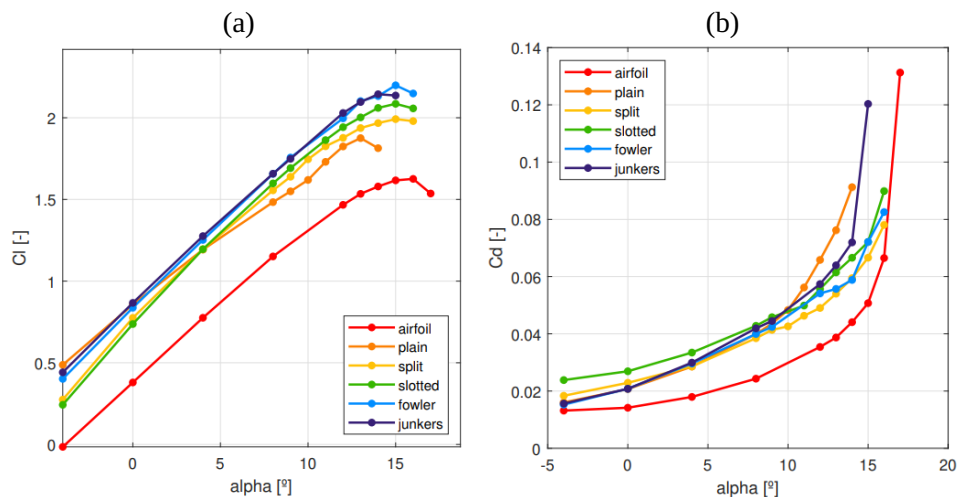 (a)
Cl [-]
2
1.5
1
0.5
0
0
5
10
15
alpha [º]
airfoil
plain
split
slotted
fowler
junkers
(b)
Cd [-]
0.14
0.12
0.1
0.08
0.06
0.04
0.02
0
-5
0
5
10
15
20
alpha [º]
airfoil
plain
split
slotted
fowler
junkers